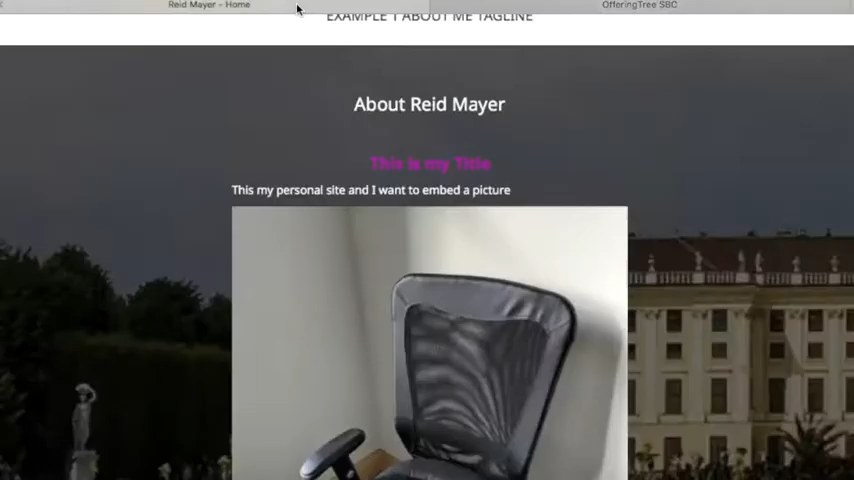 Reid Mayer - Home
OfferingTree SBC
EXAMPLE 1 ABOUT ME TAGLINE
About Reid Mayer
This is my Title
This my personal site and I want to embed a picture